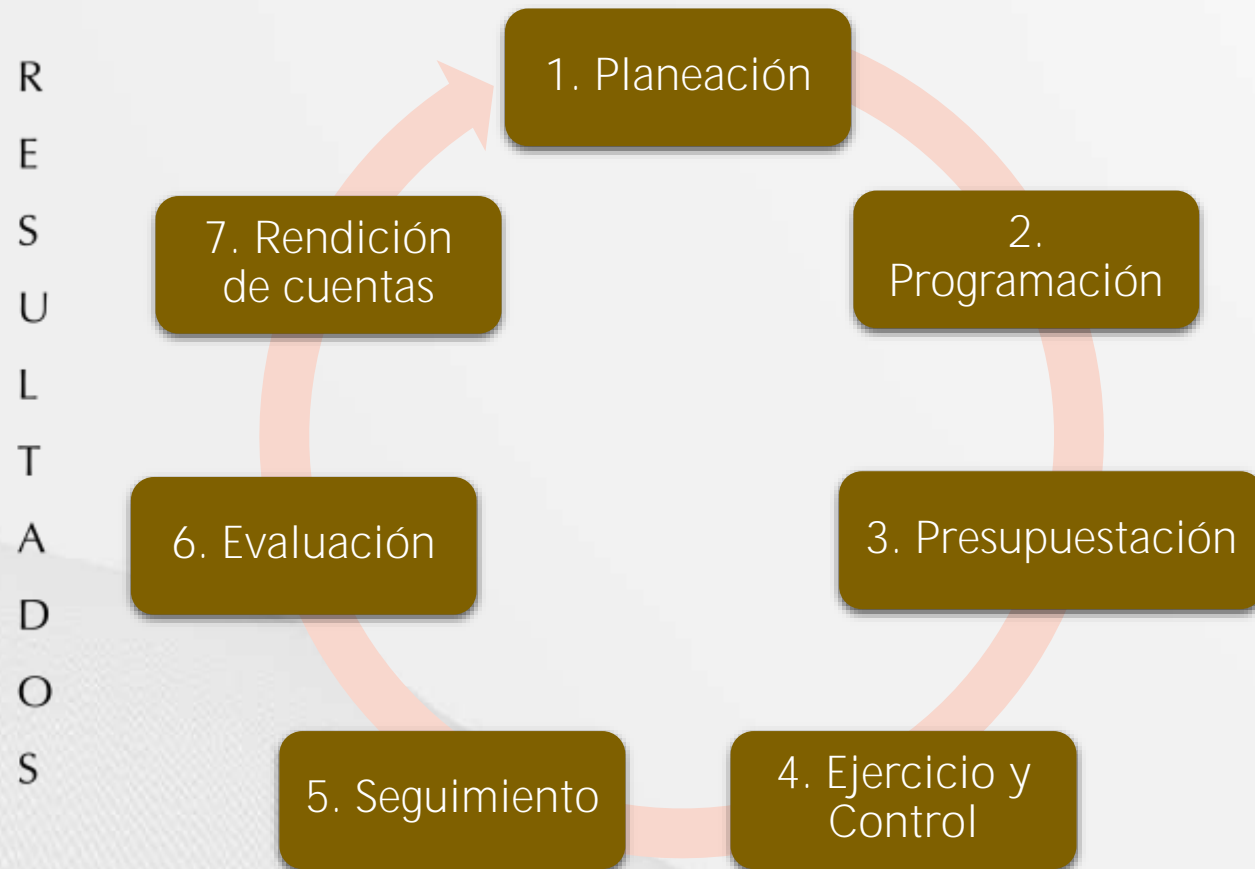 R
E
S
U
L
T
A
D
O
S
1. Planeación
2.
Programación
3. Presupuestación
4. Ejercicio y
Control
5. Seguimiento
6. Evaluación
7. Rendición
de cuentas